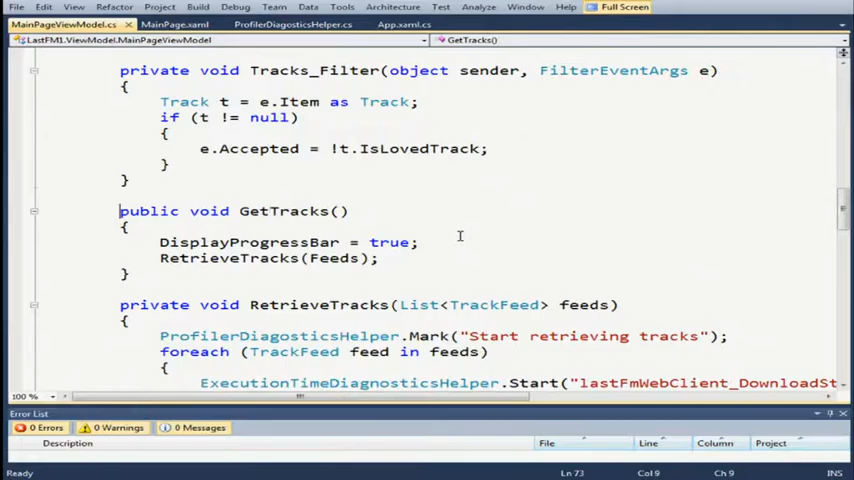 File Edit View Refactor Project Build Debug Team Data Tools Architecture Test Analyze Window Help Full Screen
MainPageViewModel.cs MainPage.xaml ProfilerDiagnosticsHelper.cs App.xaml.cs
LastFM1.ViewModel.MainPageViewModel GetTracks()
private void Tracks_Filter(object sender, FilterEventArgs e)
{
Track t = e.Item as Track;
if (t != null)
{
e.Accepted = !t.IsLovedTrack;
}
}
public void GetTracks()
{
DisplayProgressBar = true;
RetrieveTracks(Feeds);
}
private void RetrieveTracks(List<TrackFeed> feeds)
{
ProfilerDiagosticsHelper.Mark("Start retrieving tracks");
foreach (TrackFeed feed in feeds)
{
ExecutionTimeDiagnosticsHelper.Start("lastFmWebClient_DownloadSt
100 %
Error List
0 Errors 0 Warnings 0 Messages
Description File Line Column Project
Ready Ln 73 Col 9 Ch 9 INS